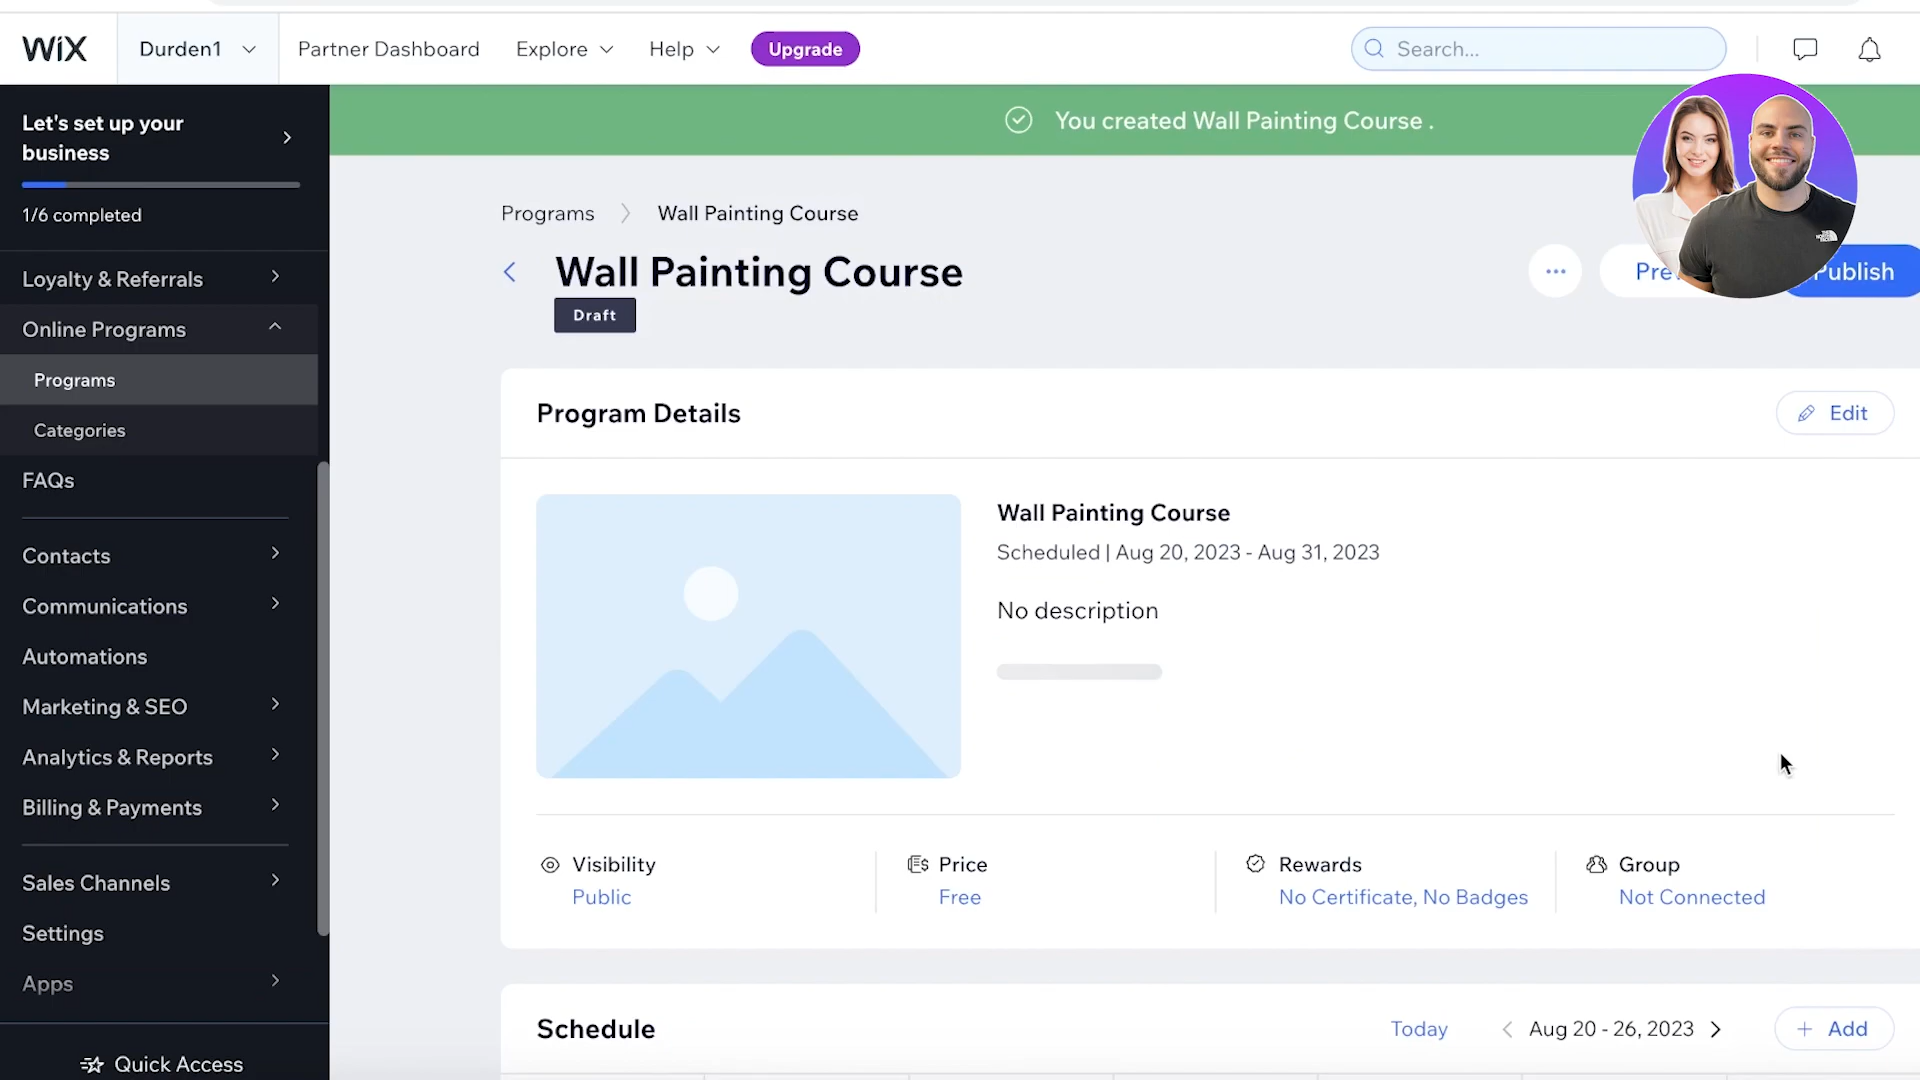 WIX
Durden1
Partner Dashboard
Explore
Help
Upgrade
Search...
Let's set up your
business
1/6 completed
Loyalty & Referrals
Online Programs
Programs
Categories
FAQs
Contacts
Communications
Automations
Marketing & SEO
Analytics & Reports
Billing & Payments
Sales Channels
Settings
Apps
Quick Access
You created Wall Painting Course .
Programs
Wall Painting Course
Wall Painting Course
Draft
Publish
Program Details
Edit
Wall Painting Course
Scheduled | Aug 20, 2023 - Aug 31, 2023
No description
Visibility
Public
Price
Free
Rewards
No Certificate, No Badges
Group
Not Connected
Schedule
Today
Aug 20 - 26, 2023
Add